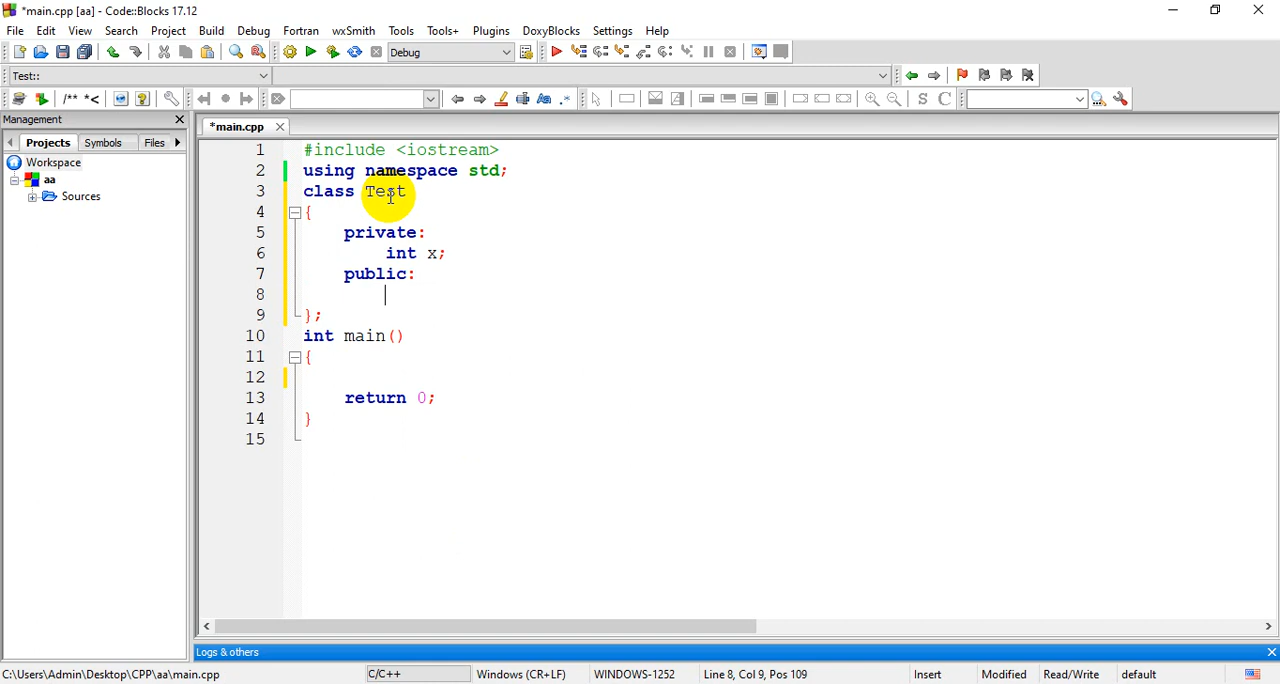 *main.cpp [aa] - Code::Blocks 17.12
File Edit View Search Project Build Debug Fortran wxSmith Tools Tools+ Plugins DoxyBlocks Settings Help
Debug
Test::
/** *<
S C
Management
Projects Symbols Files
*main.cpp
Workspace
aa
Sources
1 #include <iostream>
2 using namespace std;
3 class Test
4 {
5 private:
6 int x;
7 public:
8
9 };
10 int main()
11 {
12
13 return 0;
14 }
15
Logs & others
C:\Users\Admin\Desktop\CPP\aa\main.cpp C/C++ Windows (CR+LF) WINDOWS-1252 Line 8, Col 9, Pos 109 Insert Modified Read/Write default